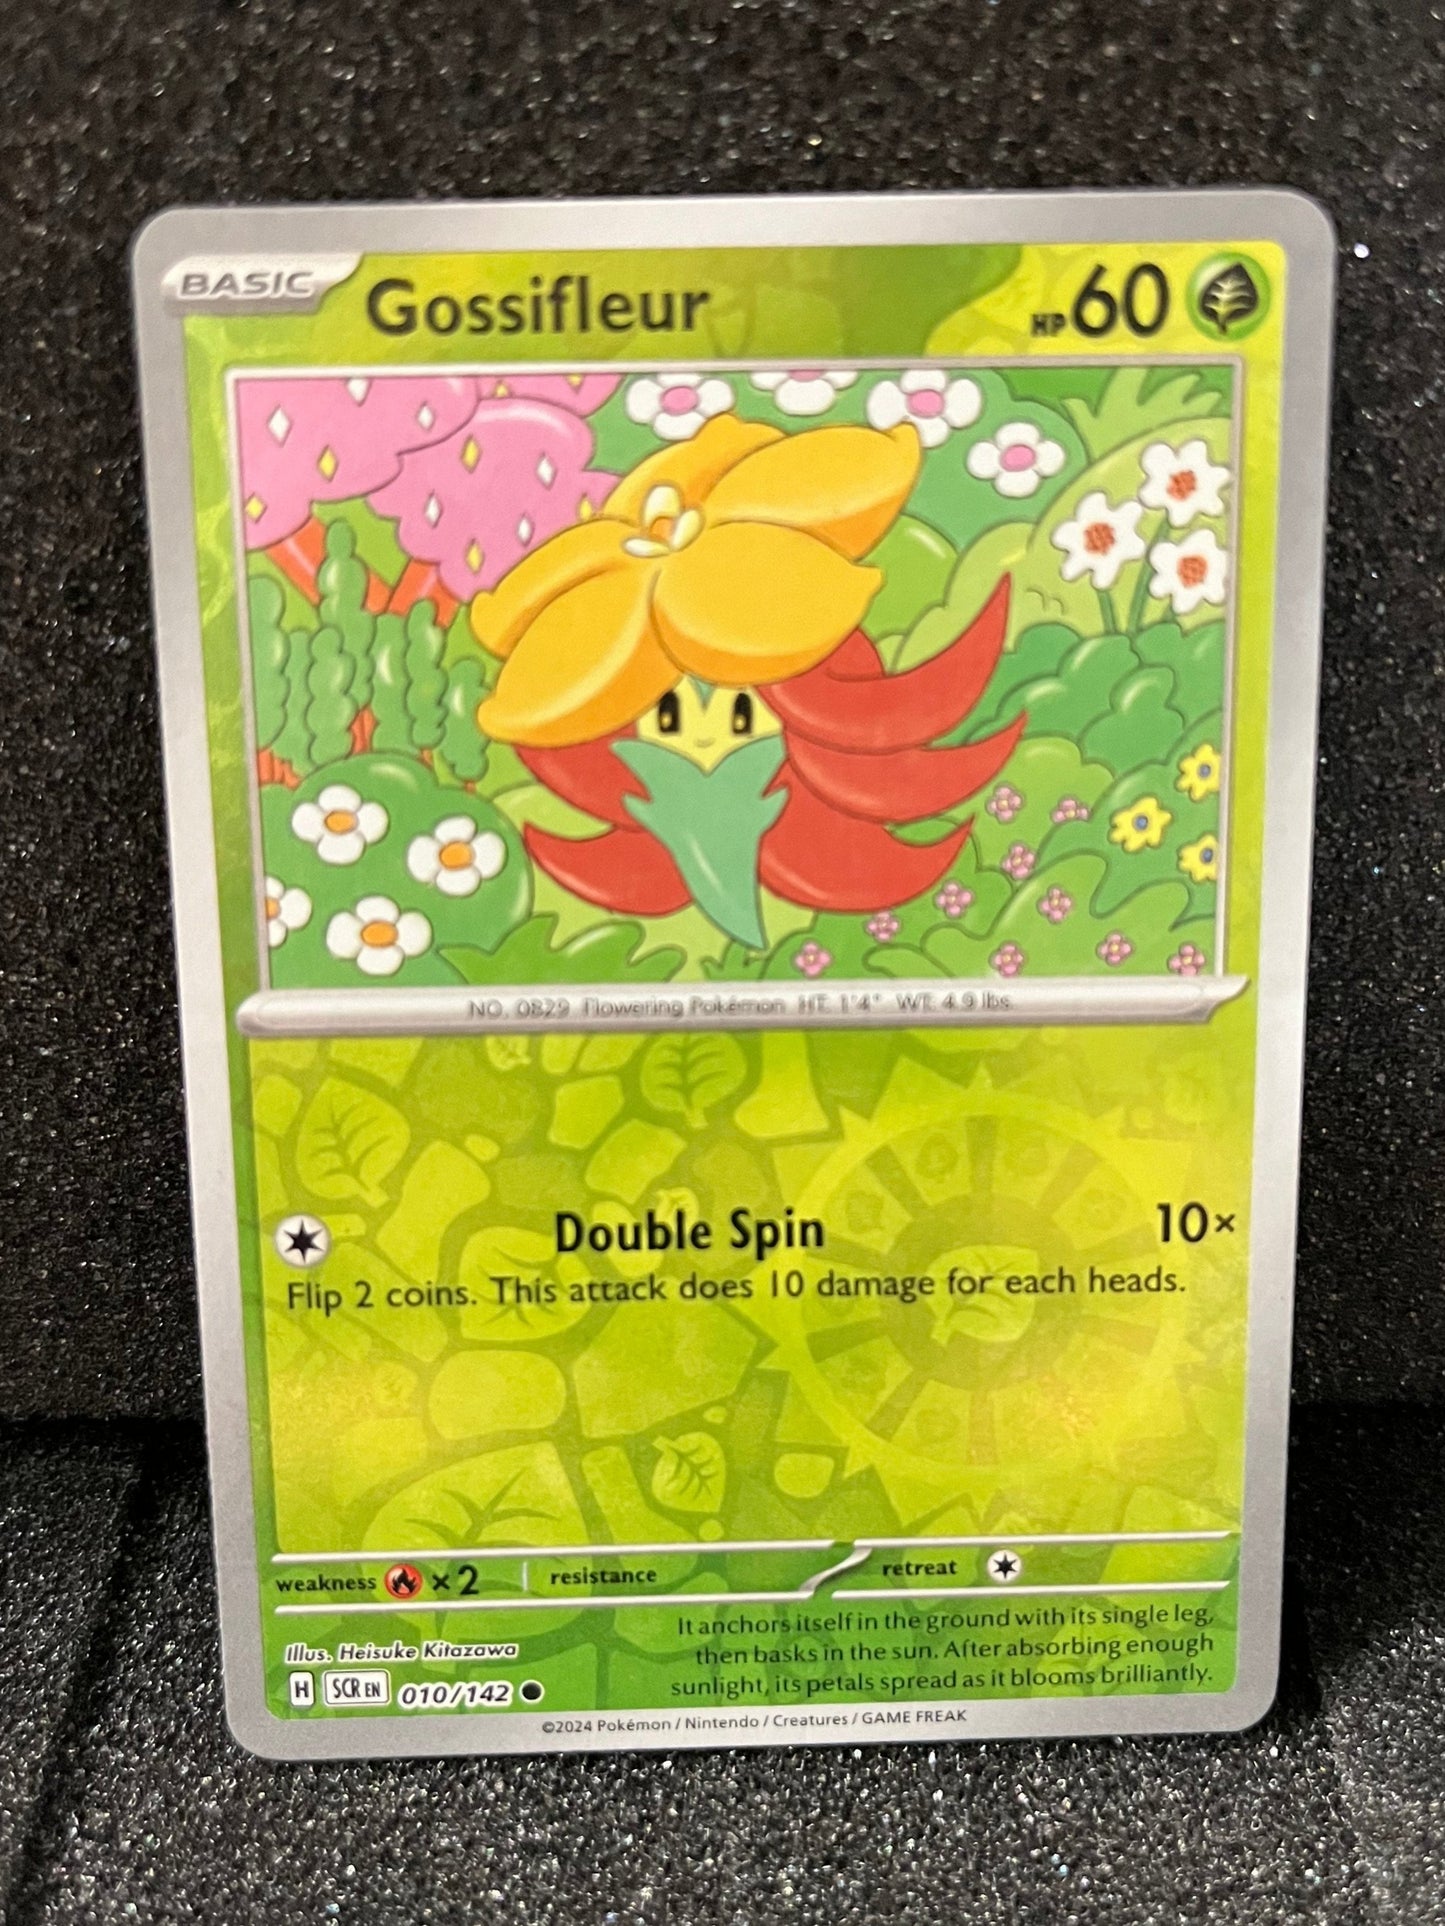 BASIC Gossifleur HP 60
NO. 0829 Flowering Pokémon HT: 1'4" WT: 4.9 lbs.
Double Spin 10×
Flip 2 coins. This attack does 10 damage for each heads.
weakness ×2 resistance retreat
It anchors itself in the ground with its single leg,
then basks in the sun. After absorbing enough
sunlight, its petals spread as it blooms brilliantly.
Illus. Heisuke Kitazawa
H SCR EN 010/142
©2024 Pokémon / Nintendo / Creatures / GAME FREAK